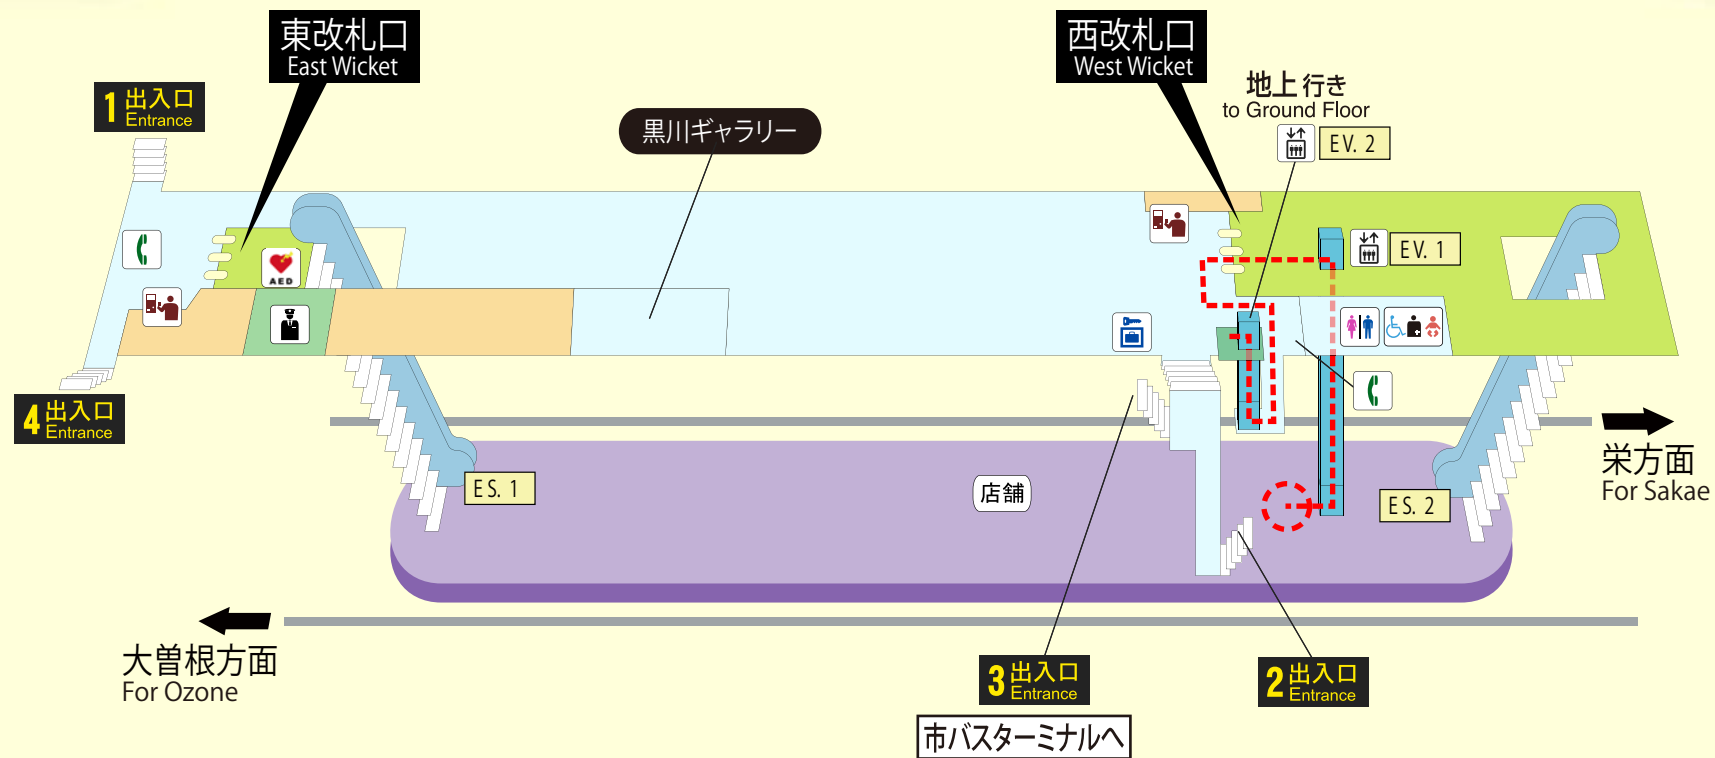 東改札口
East Wicket
西改札口
West Wicket
地上行き
to Ground Floor
EV. 2
1 出入口
Entrance
黒川ギャラリー
EV. 1
AED
4 出入口
Entrance
栄方面
For Sakae
ES. 1
店舗
ES. 2
大曽根方面
For Ozone
3 出入口
Entrance
2 出入口
Entrance
市バスターミナルへ